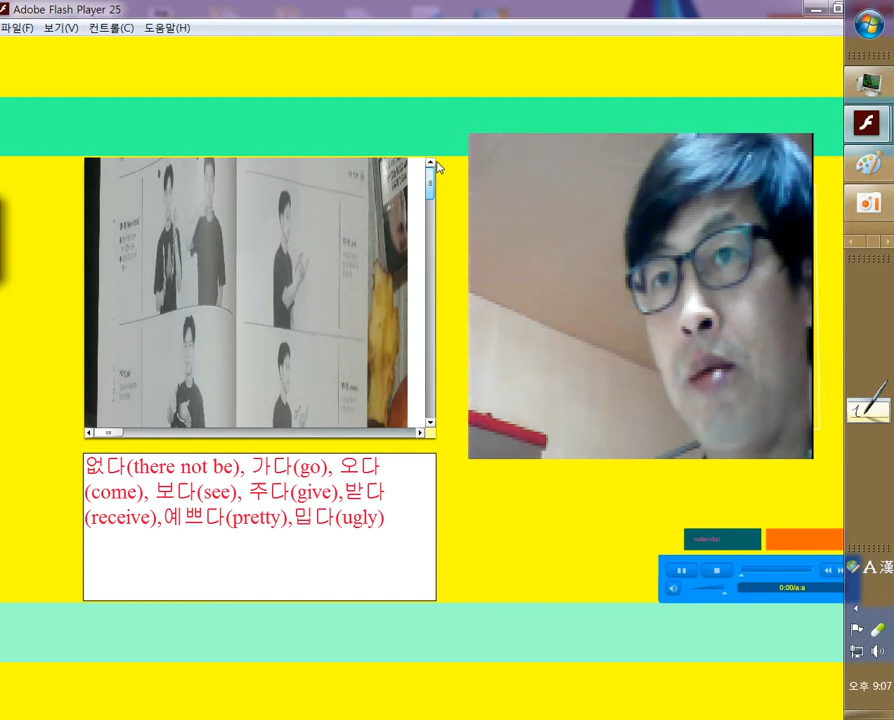 Adobe Flash Player 25
파일(F) 보기(V) 컨트롤(C) 도움말(H)
없다(there not be), 가다(go), 오다
(come), 보다(see), 주다(give),받다
(receive),예쁘다(pretty),밉다(ugly)
calendar
0:00/a:a
A 漢
오후 9:07